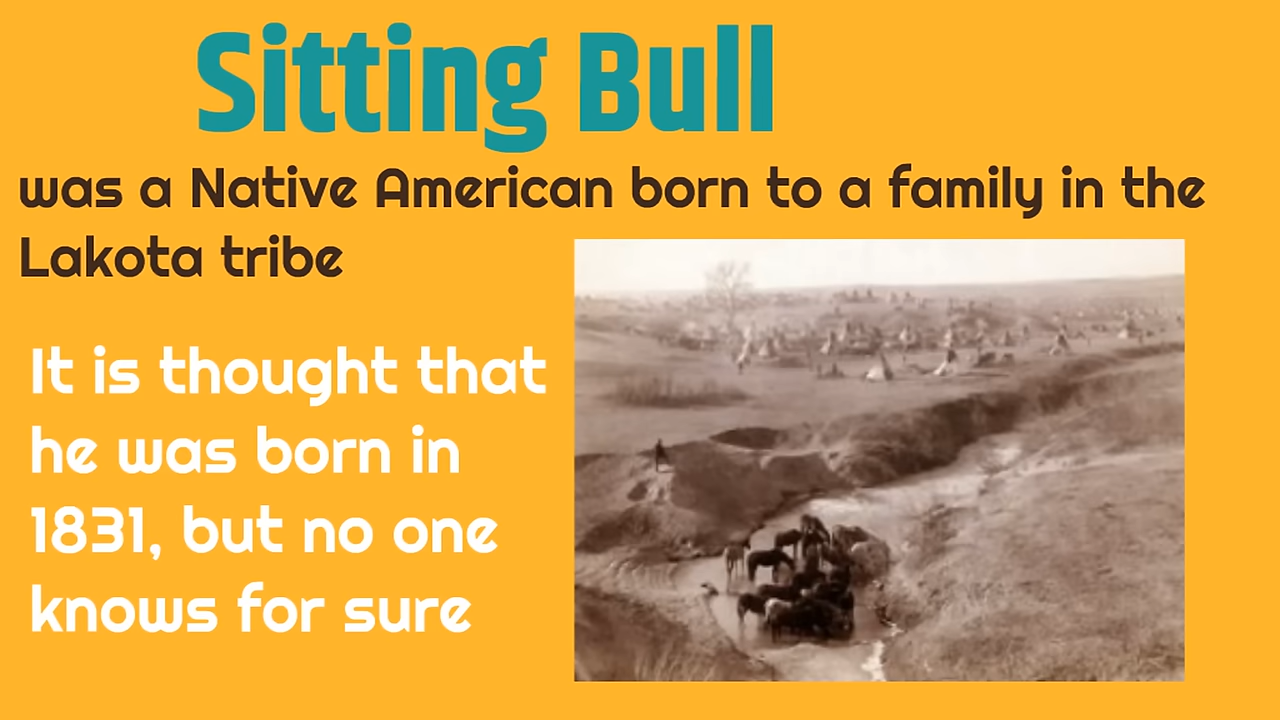 Sitting Bull
was a Native American born to a family in the
Lakota tribe
It is thought that
he was born in
1831, but no one
knows for sure